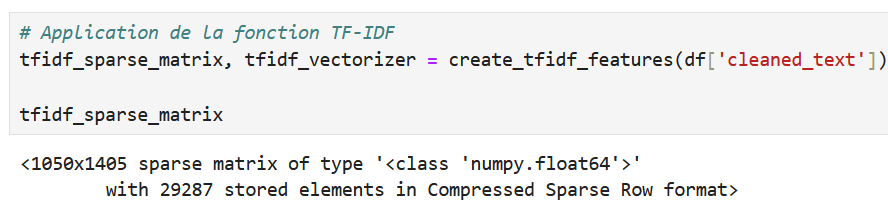 # Application de la fonction TF-IDF
tfidf_sparse_matrix, tfidf_vectorizer = create_tfidf_features(df['cleaned_text'])
tfidf_sparse_matrix
<1050x1405 sparse matrix of type '<class 'numpy.float64'>'
        with 29287 stored elements in Compressed Sparse Row format>